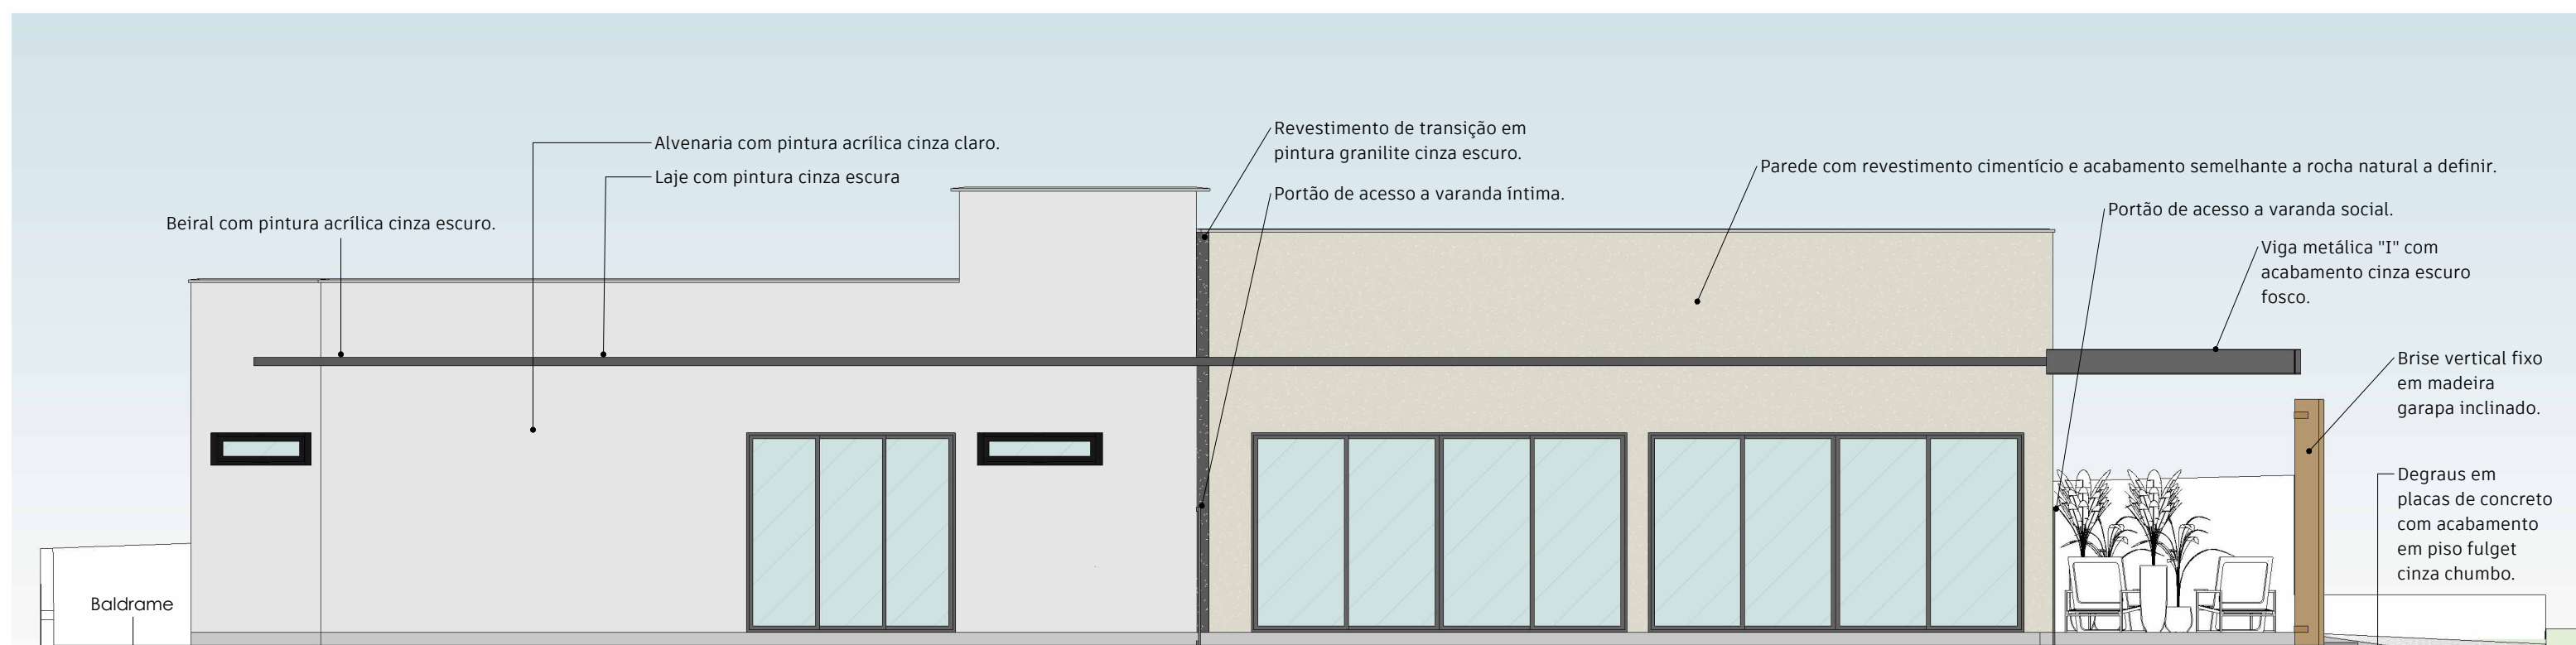 Alvenaria com pintura acrílica cinza claro.
Laje com pintura cinza escura
Beiral com pintura acrílica cinza escuro.
Revestimento de transição em
pintura granilite cinza escuro.
Portão de acesso a varanda íntima.
Parede com revestimento cimentício e acabamento semelhante a rocha natural a definir.
Portão de acesso a varanda social.
Viga metálica "I" com
acabamento cinza escuro
fosco.
Brise vertical fixo
em madeira
garapa inclinado.
Degraus em
placas de concreto
com acabamento
em piso fulget
cinza chumbo.
Baldrame